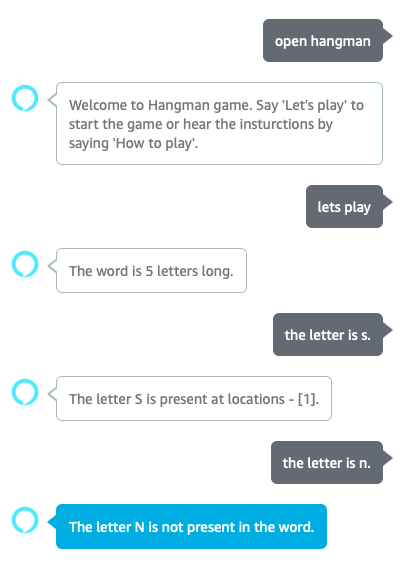 open hangman
Welcome to Hangman game. Say 'Let's play' to
start the game or hear the insturctions by
saying 'How to play'.
lets play
The word is 5 letters long.
the letter is s.
The letter S is present at locations - [1].
the letter is n.
The letter N is not present in the word.